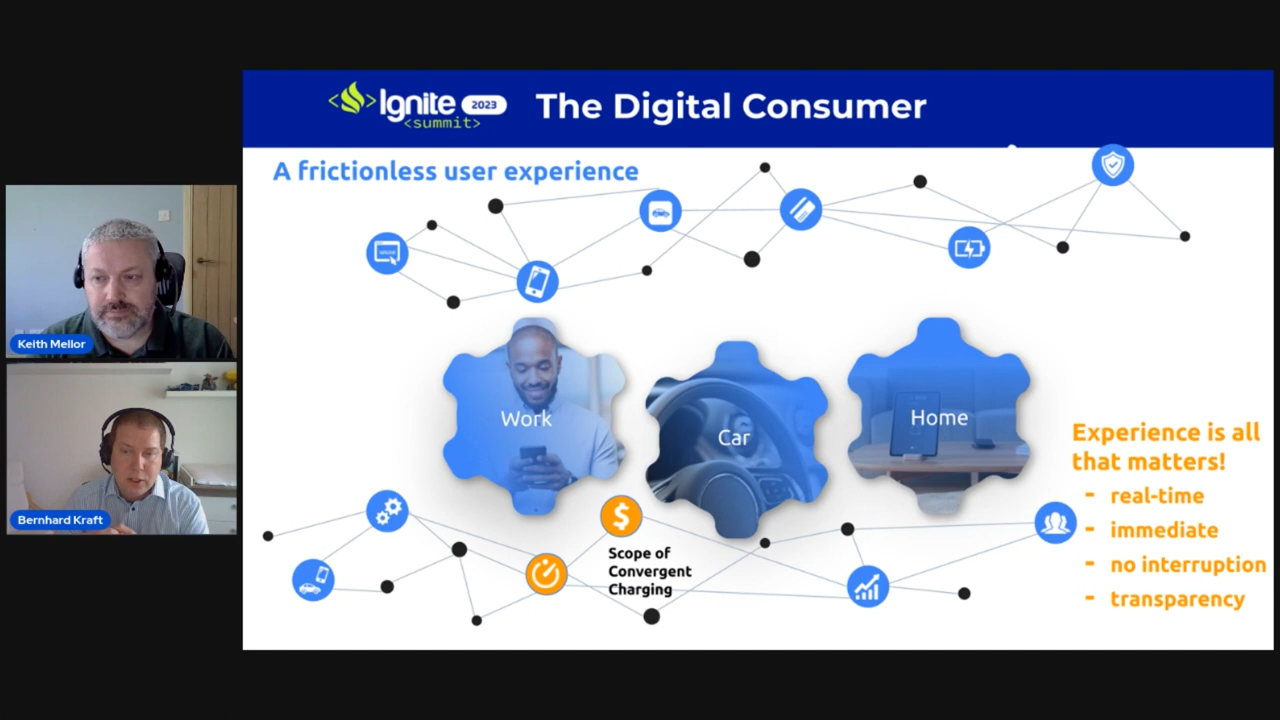 Ignite 2023
<summit>
The Digital Consumer
A frictionless user experience
Keith Mellor
Bernhard Kraft
Work
Car
Home
$
Scope of
Convergent
Charging
Experience is all
that matters!
- real-time
- immediate
- no interruption
- transparency